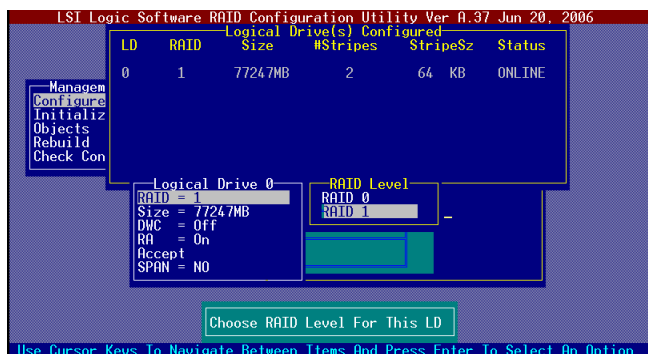 LSI Logic Software RAID Configuration Utility Ver A.37 Jun 20, 2006
Logical Drive(s) Configured
LD RAID Size #Stripes StripeSz Status
0 1 77247MB 2 64 KB ONLINE
Managem
Configure
Initializ
Objects
Rebuild
Check Con
Logical Drive 0
RAID = 1
Size = 77247MB
DWC = Off
RA = On
Accept
SPAN = NO
RAID Level
RAID 0
RAID 1
Choose RAID Level For This LD
Use Cursor Keys To Navigate Between Items And Press Enter To Select An Option